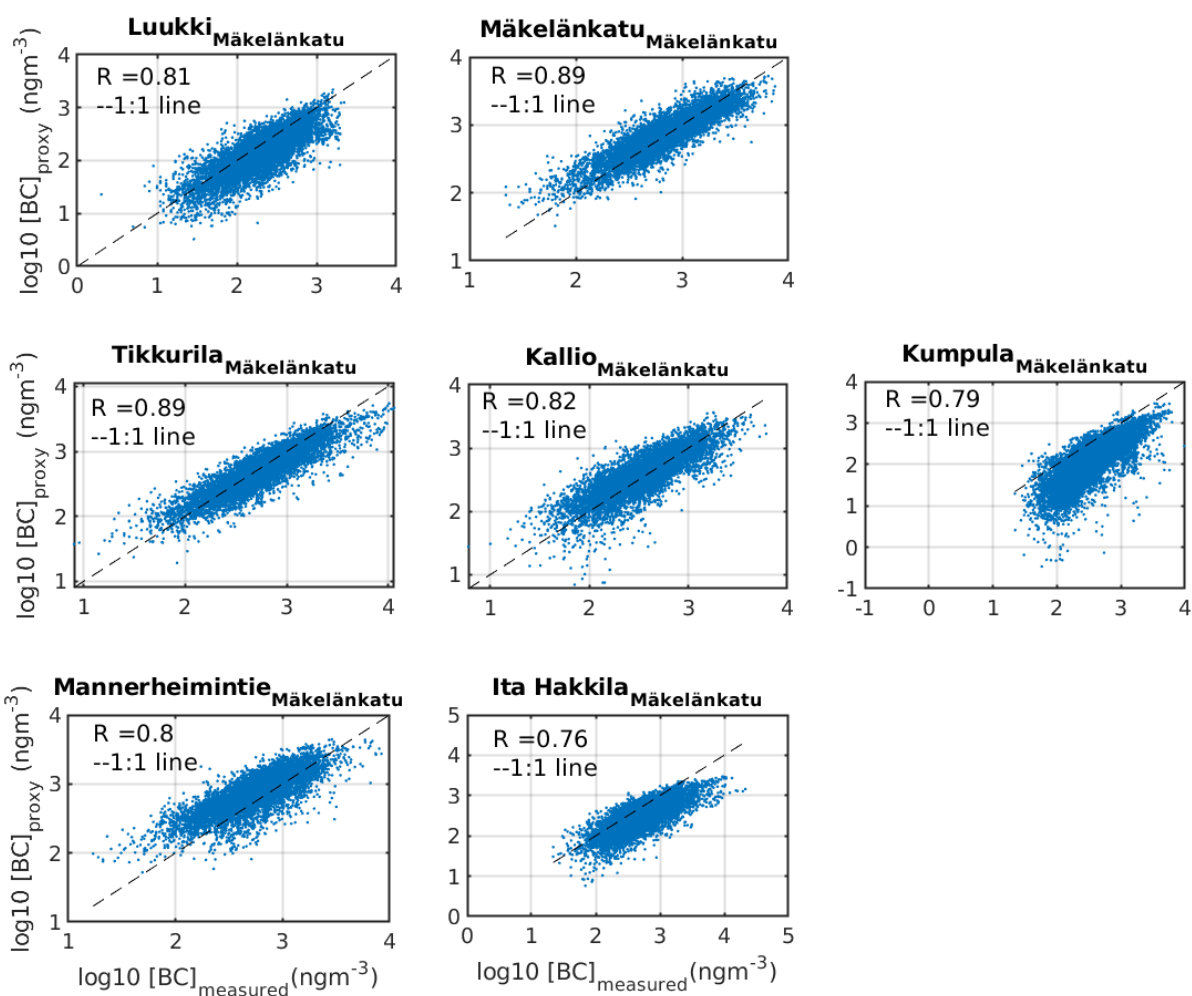 Luukki_Mäkelänkatu
Mäkelänkatu_Mäkelänkatu
R =0.81
--1:1 line
R =0.89
--1:1 line
log10 [BC]_proxy (ngm^-3)
4
3
2
1
0
0 1 2 3 4
4
3
2
1
1 2 3 4
Tikkurila_Mäkelänkatu
Kallio_Mäkelänkatu
Kumpula_Mäkelänkatu
R =0.89
--1:1 line
R =0.82
--1:1 line
R =0.79
--1:1 line
log10 [BC]_proxy (ngm^-3)
4
3
2
1
1 2 3 4
4
3
2
1
1 2 3 4
4
3
2
1
0
-1
-1 0 1 2 3 4
Mannerheimintie_Mäkelänkatu
Ita Hakkila_Mäkelänkatu
R =0.8
--1:1 line
R =0.76
--1:1 line
log10 [BC]_proxy (ngm^-3)
4
3
2
1
1 2 3 4
5
4
3
2
1
0
0 1 2 3 4 5
log10 [BC]_measured(ngm^-3)
log10 [BC]_measured(ngm^-3)